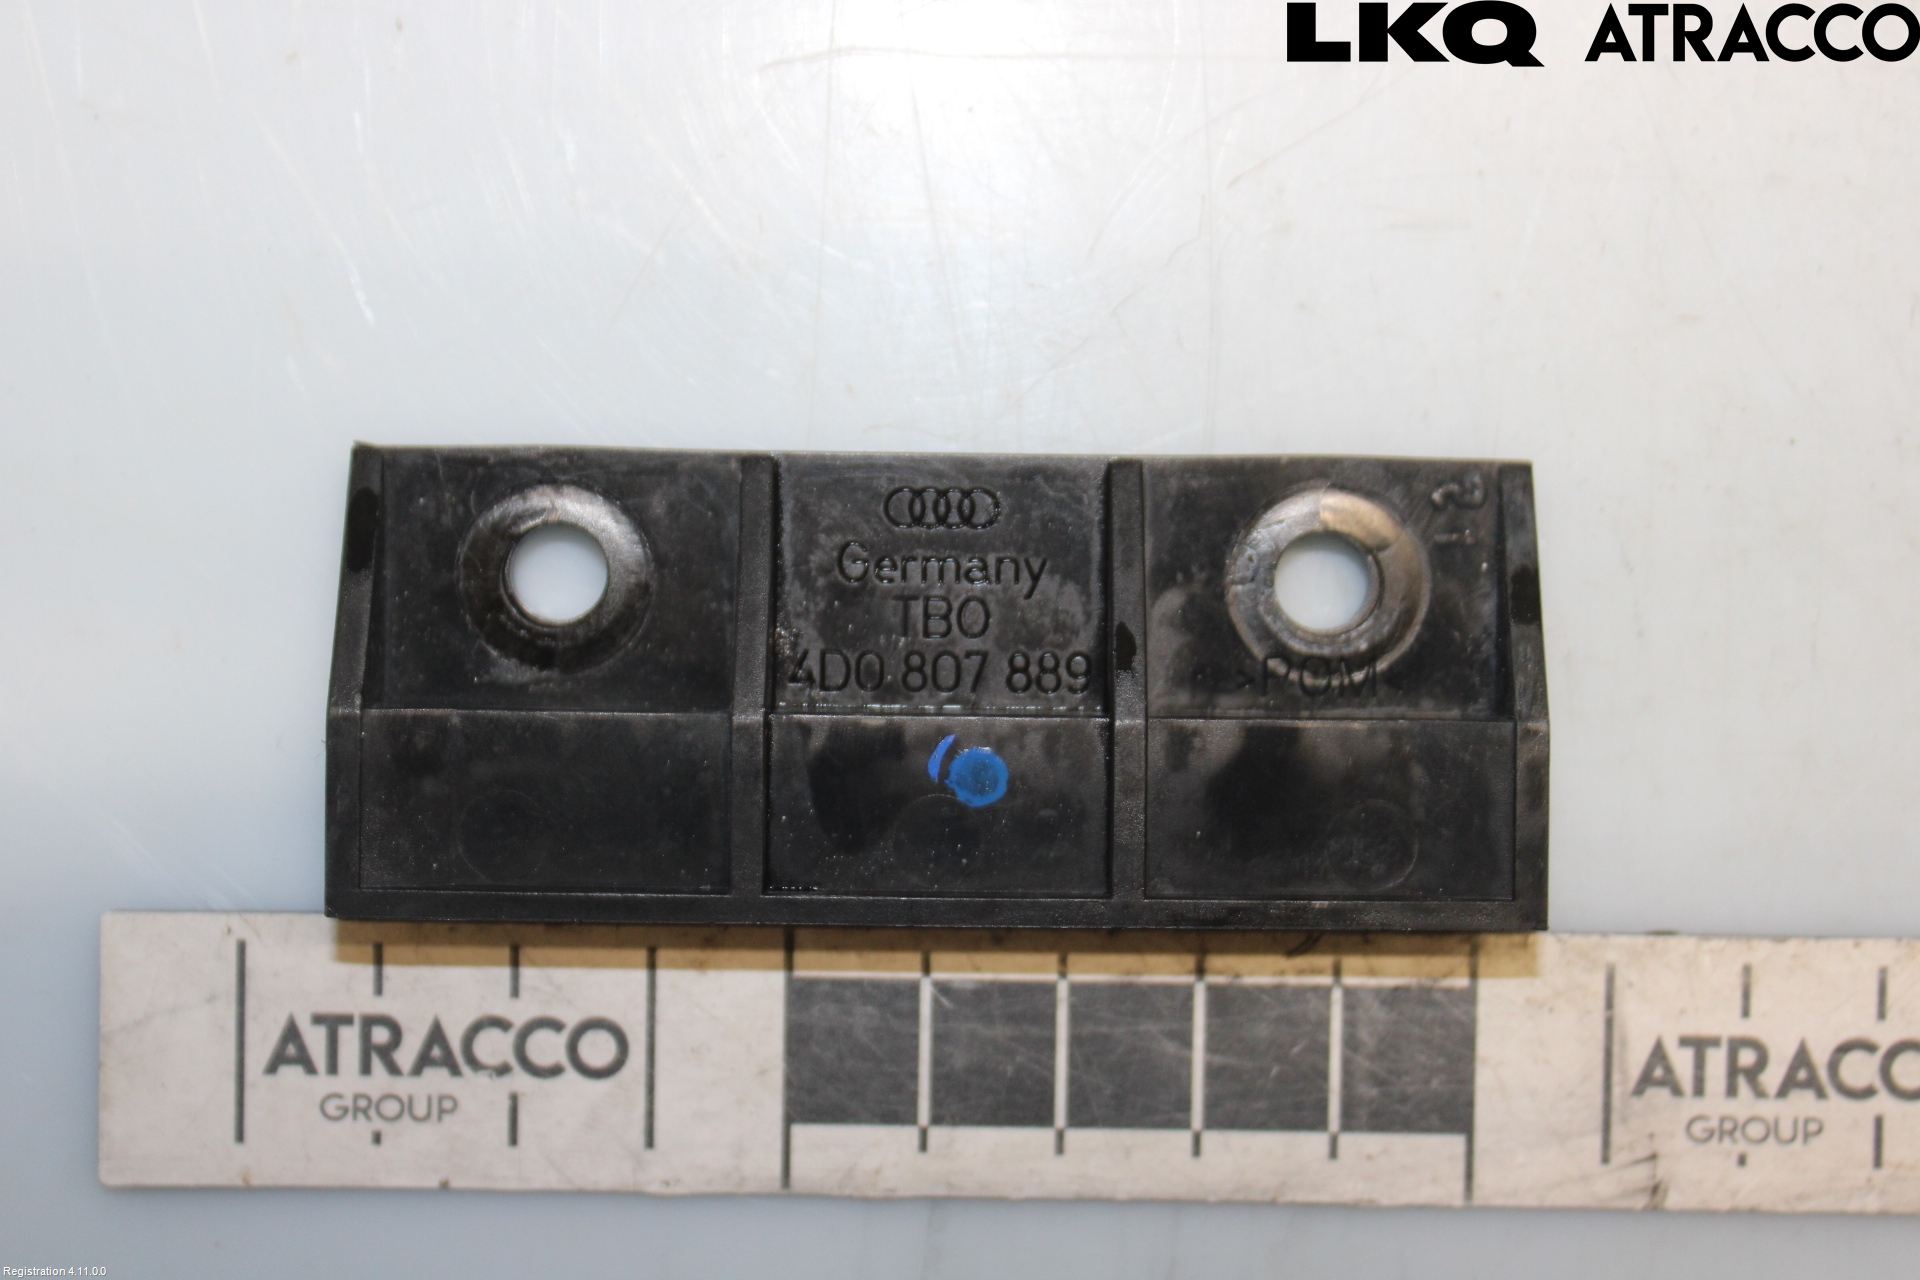 LKQ ATRACCO
Germany
TBO
4D0 807 889
>POM<
ATRACCO
GROUP
ATRACCO
GROUP
Registration 4.11.0.0